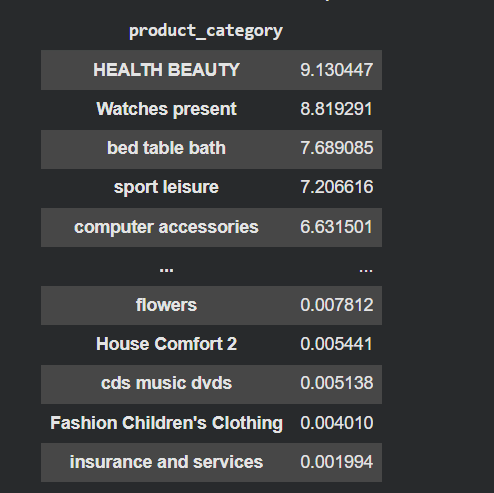 product_category
HEALTH BEAUTY 9.130447
Watches present 8.819291
bed table bath 7.689085
sport leisure 7.206616
computer accessories 6.631501
... ...
flowers 0.007812
House Comfort 2 0.005441
cds music dvds 0.005138
Fashion Children's Clothing 0.004010
insurance and services 0.001994